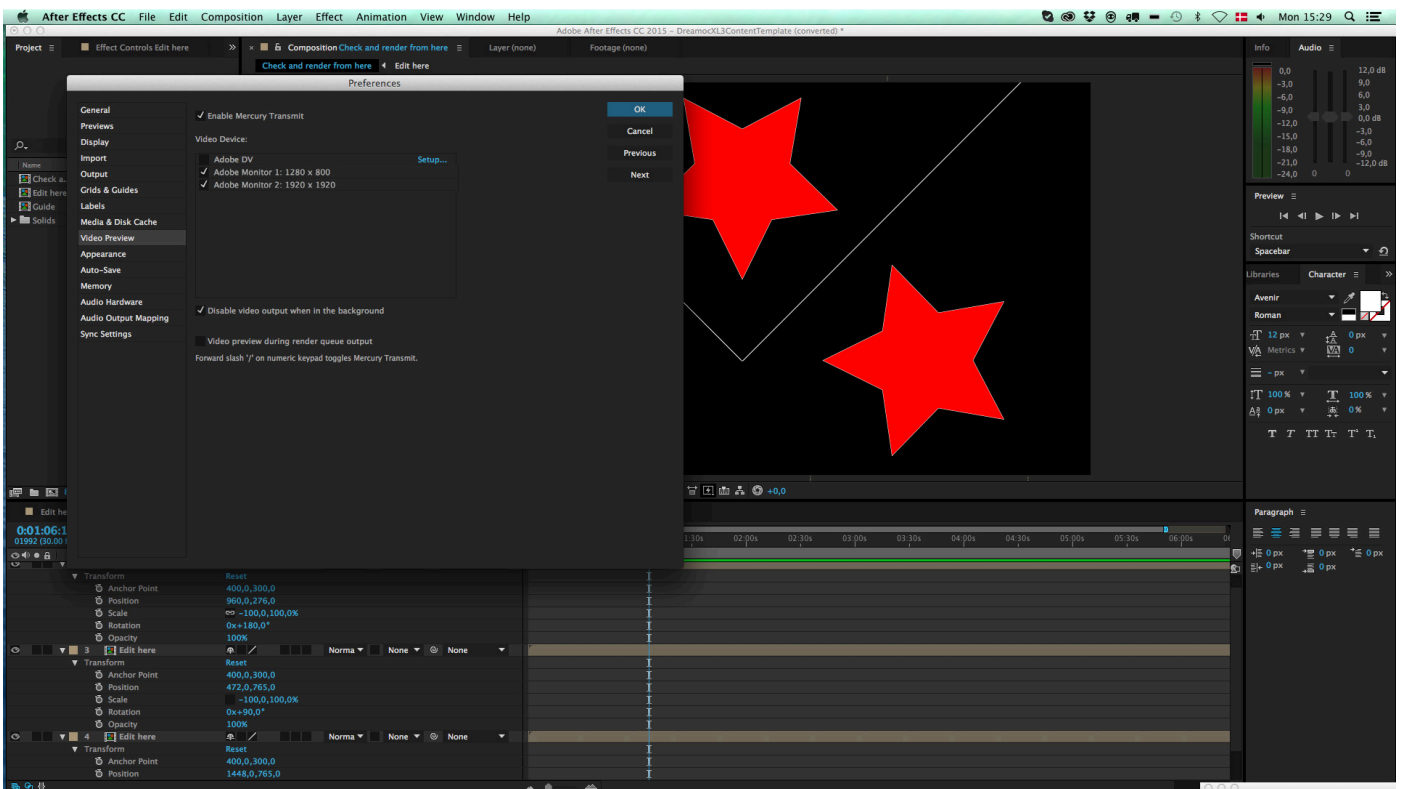 After Effects CC File Edit Composition Layer Effect Animation View Window Help Mon 15:29
Adobe After Effects CC 2015 – DreamocXL3ContentTemplate (converted) *
Project Effect Controls Edit here » × Composition Check and render from here Layer (none) Footage (none) Info Audio
Check and render from here Edit here
Preferences
General
Previews
Display
Import
Output
Grids & Guides
Labels
Media & Disk Cache
Video Preview
Appearance
Auto-Save
Memory
Audio Hardware
Audio Output Mapping
Sync Settings
Enable Mercury Transmit
Video Device:
Adobe DV Setup...
Adobe Monitor 1: 1280 x 800
Adobe Monitor 2: 1920 x 1920
Disable video output when in the background
Video preview during render queue output
Forward slash '/' on numeric keypad toggles Mercury Transmit.
OK
Cancel
Previous
Next
Name
Check a..
Edit here
Guide
Solids
0,0
-3,0
-6,0
-9,0
-12,0
-15,0
-18,0
-21,0
-24,0
12,0 dB
9,0
6,0
3,0
0,0 dB
-3,0
-6,0
-9,0
-12,0 dB
0 0
Preview
Shortcut
Spacebar
Libraries Character »
Avenir
Roman
12 px 0 px
Metrics 0
- px
100 % 100 %
0 px 0 %
T T TT Tт T' T,
+0,0
Paragraph
0 px 0 px 0 px
0 px 0 px
Edit he
0:01:06:1
01992 (30.00
1:30s 02:00s 02:30s 03:00s 03:30s 04:00s 04:30s 05:00s 05:30s 06:00s
Transform Reset
Anchor Point 400,0,300,0
Position 960,0,276,0
Scale -100,0,100,0%
Rotation 0x+180,0°
Opacity 100%
3 Edit here Norma None None
Transform Reset
Anchor Point 400,0,300,0
Position 472,0,765,0
Scale -100,0,100,0%
Rotation 0x+90,0°
Opacity 100%
4 Edit here Norma None None
Transform Reset
Anchor Point 400,0,300,0
Position 1448,0,765,0